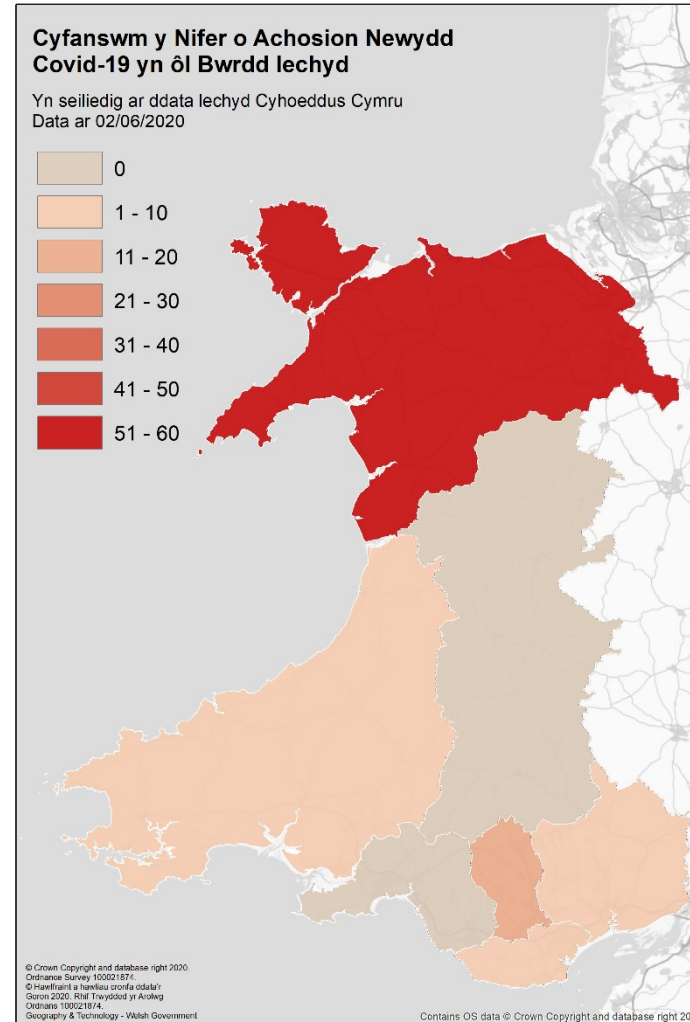 Cyfanswm y Nifer o Achosion Newydd
Covid-19 yn ôl Bwrdd Iechyd
Yn seiliedig ar ddata Iechyd Cyhoeddus Cymru
Data ar 02/06/2020
0
1 - 10
11 - 20
21 - 30
31 - 40
41 - 50
51 - 60
© Crown Copyright and database right 2020.
Ordnance Survey 100021874.
© Hawlfraint a hawliau cronfa ddata'r
Goron 2020. Rhif Trwydded yr Arolwg
Ordnans 100021874.
Geography & Technology - Welsh Government
Contains OS data © Crown Copyright and database right 20